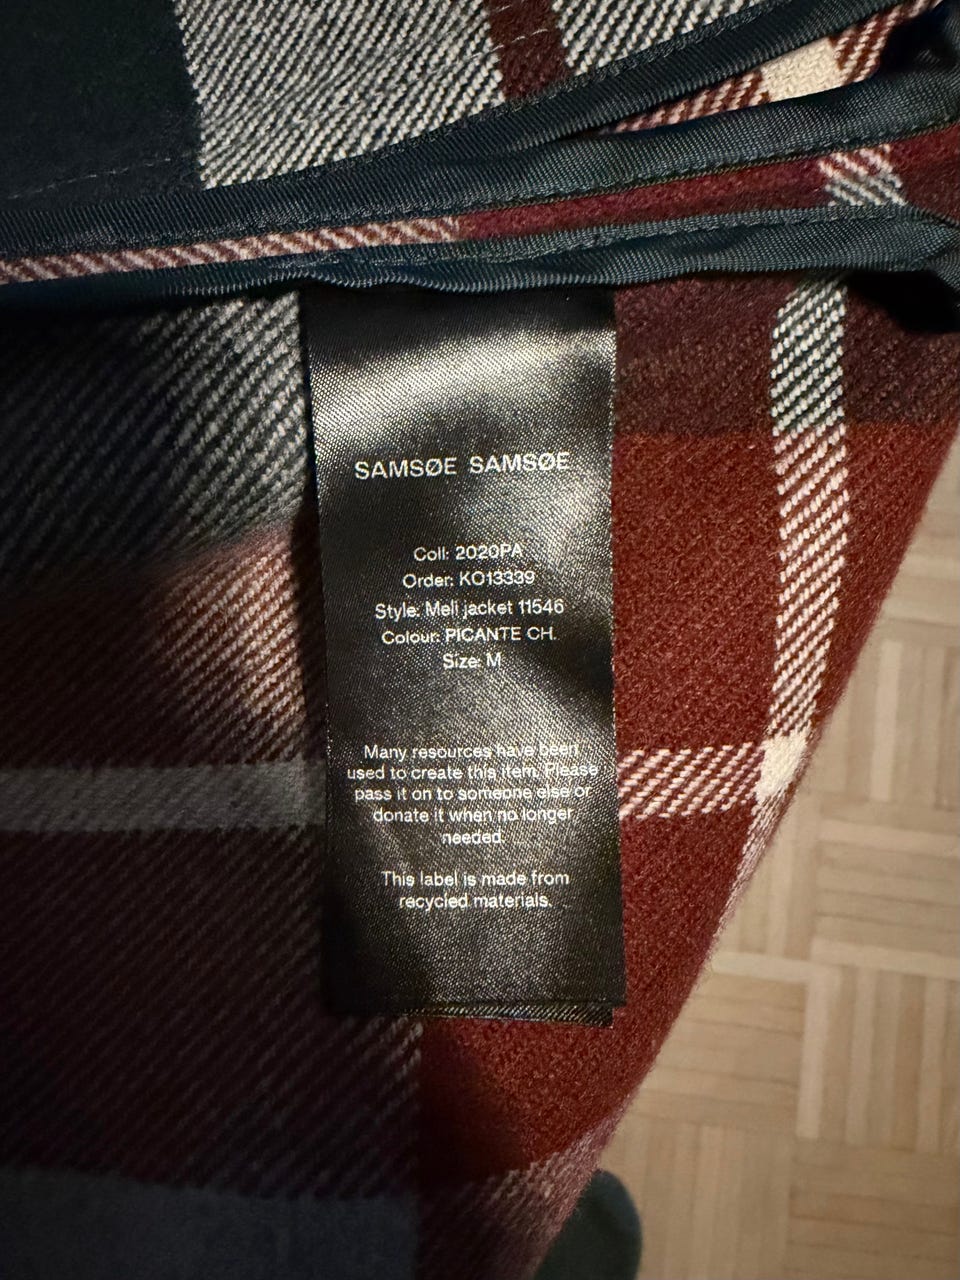 SAMSØE SAMSØE
Coll: 2020PA
Order: KO13339
Style: Meli jacket 11546
Colour: PICANTE CH.
Size: M
Many resources have been
used to create this item. Please
pass it on to someone else or
donate it when no longer
needed.
This label is made from
recycled materials.